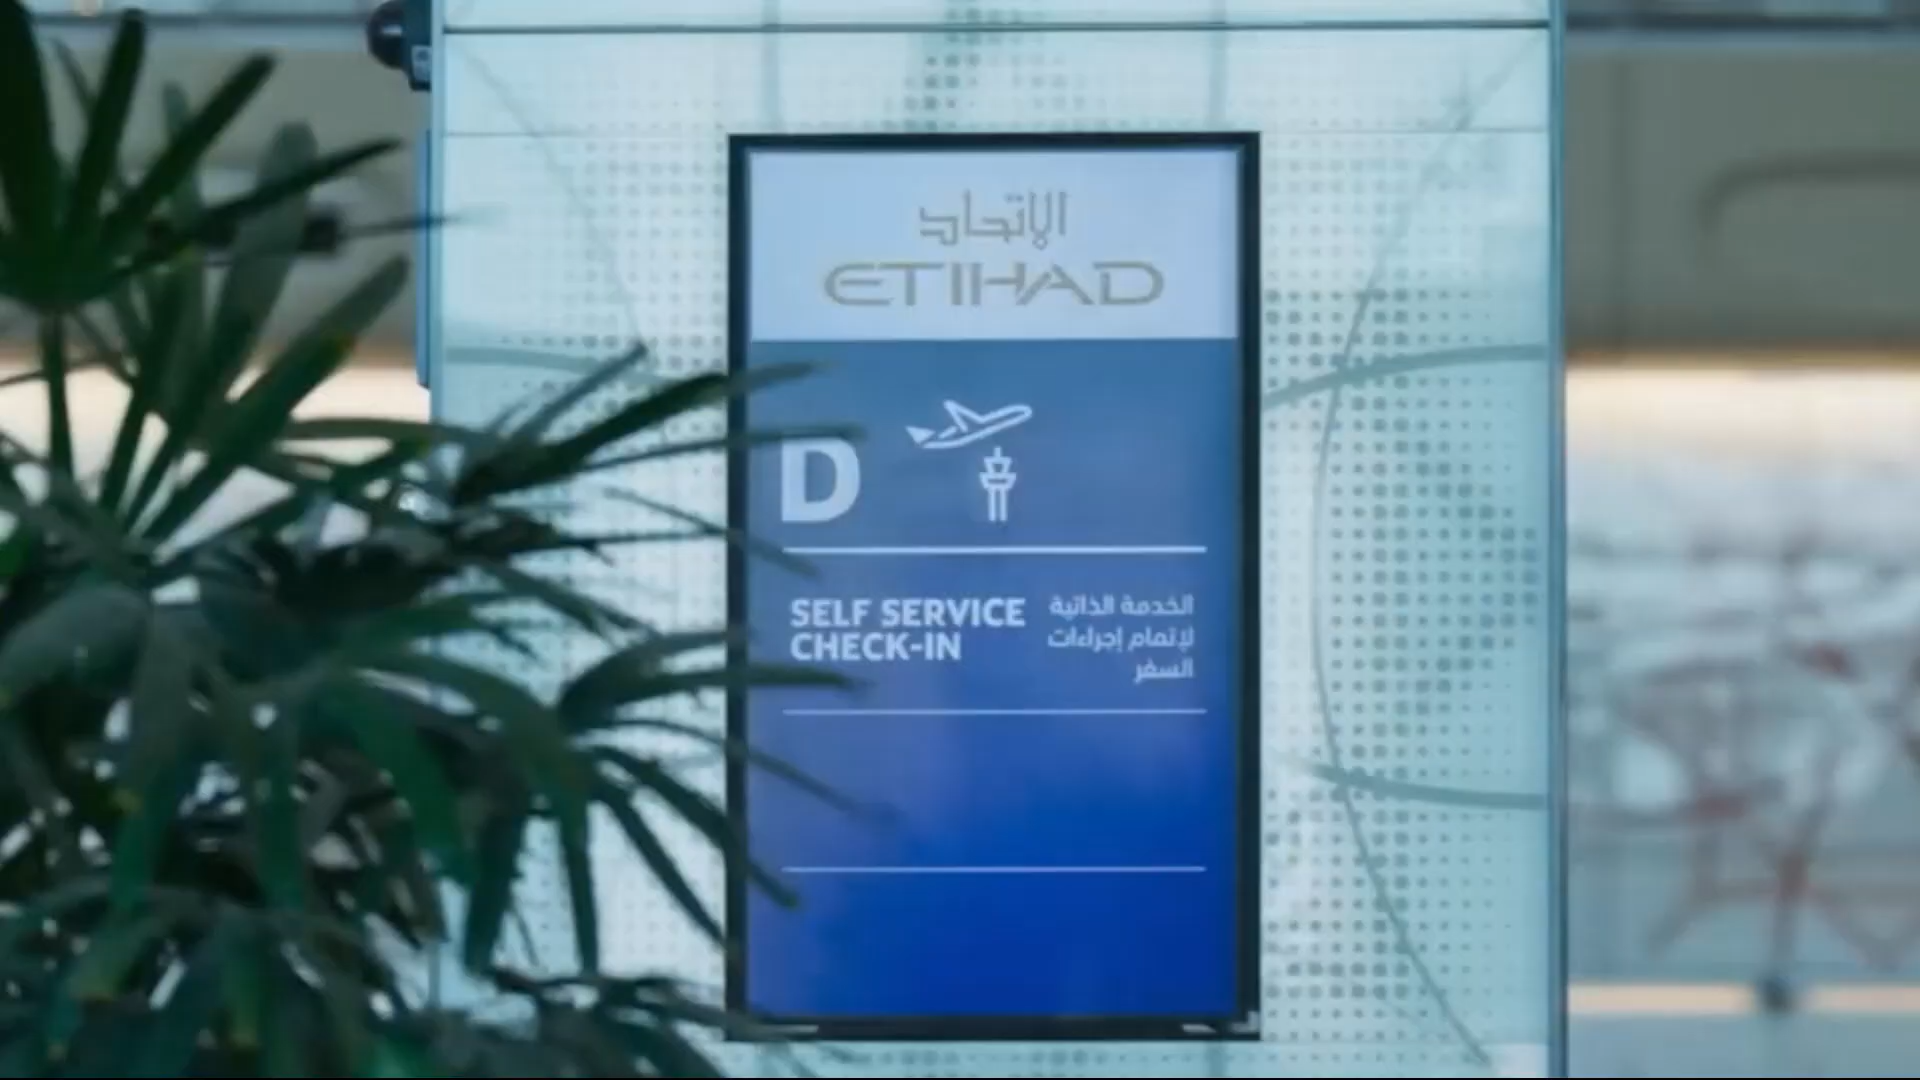 الإتحاد
ETIHAD
D
SELF SERVICE
CHECK-IN
الخدمة الذاتية
لإتمام إجراءات
السفر